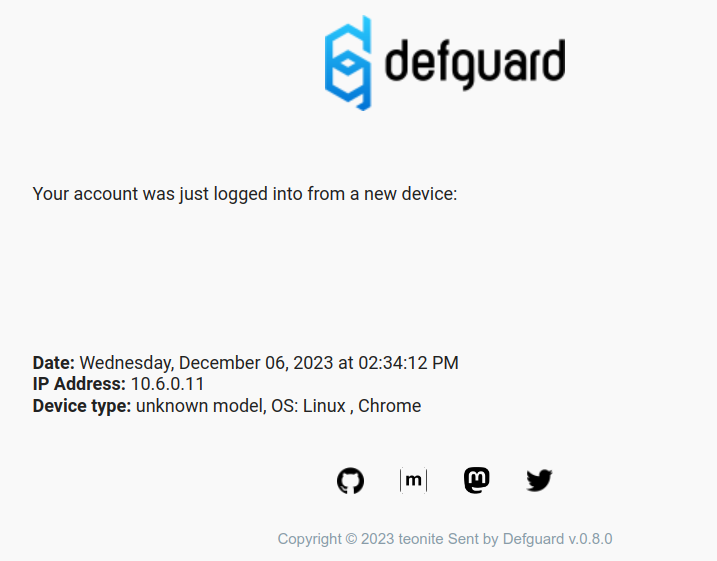 defguard
Your account was just logged into from a new device:
Date: Wednesday, December 06, 2023 at 02:34:12 PM
IP Address: 10.6.0.11
Device type: unknown model, OS: Linux , Chrome
|m|
Copyright © 2023 teonite Sent by Defguard v.0.8.0